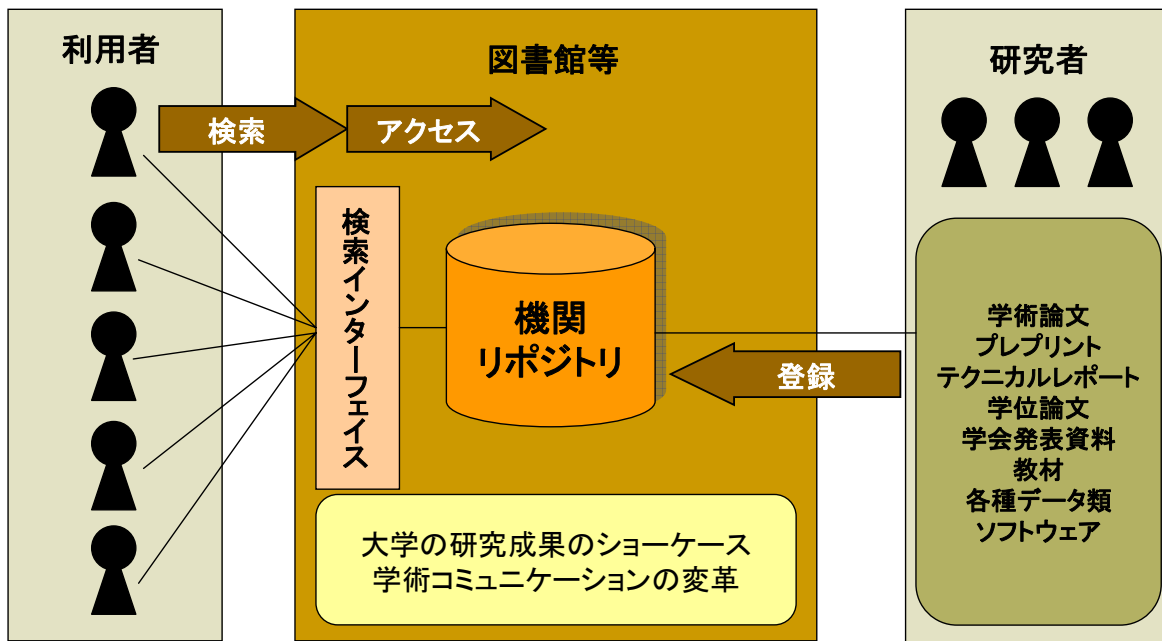 利用者
図書館等
研究者
検索
アクセス
検索インターフェイス
機関
リポジトリ
登録
学術論文
プレプリント
テクニカルレポート
学位論文
学会発表資料
教材
各種データ類
ソフトウェア
大学の研究成果のショーケース
学術コミュニケーションの変革